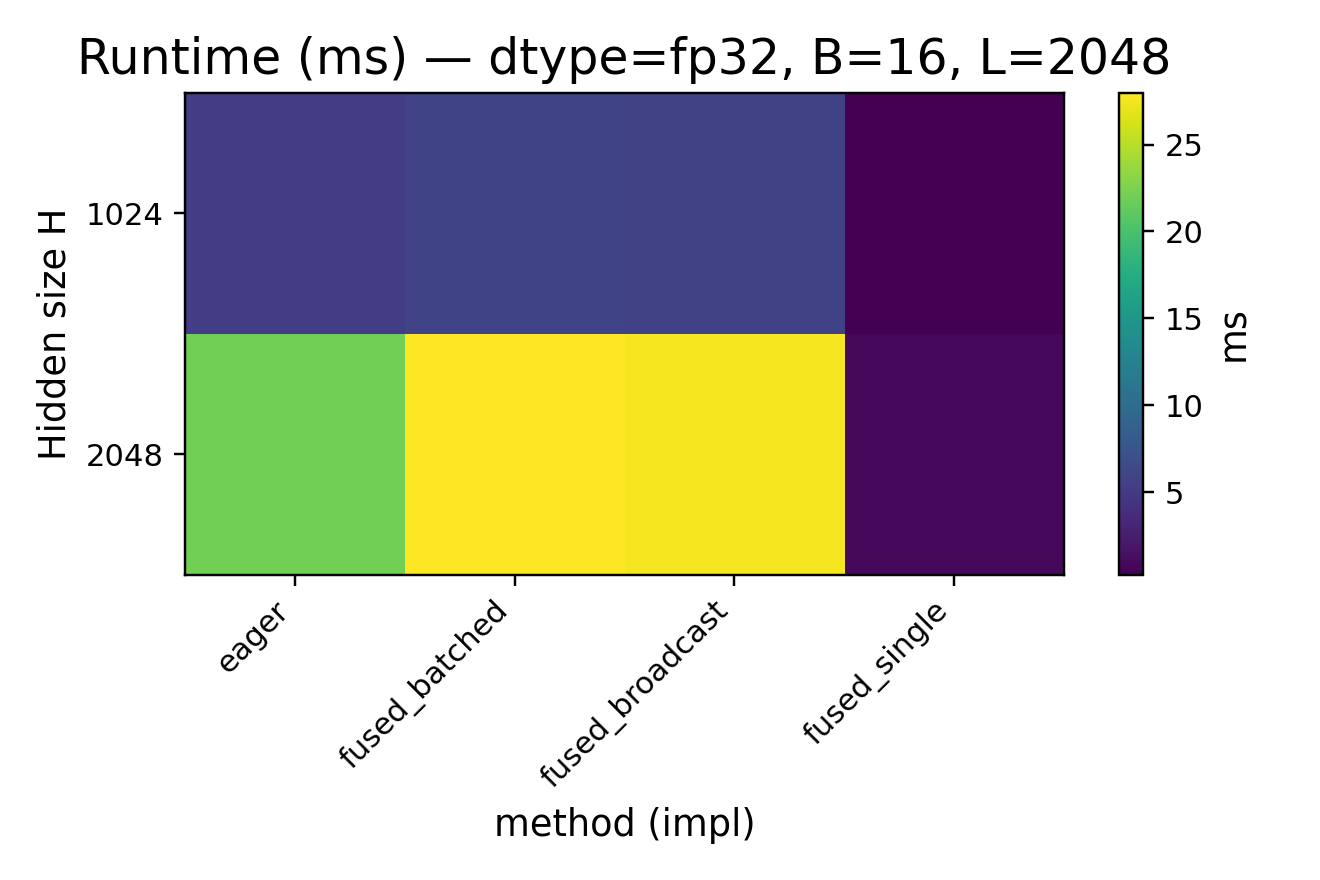 Runtime (ms) — dtype=fp32, B=16, L=2048
Hidden size H
1024
2048
eager
fused_batched
fused_broadcast
fused_single
method (impl)
25
20
15
10
5
ms